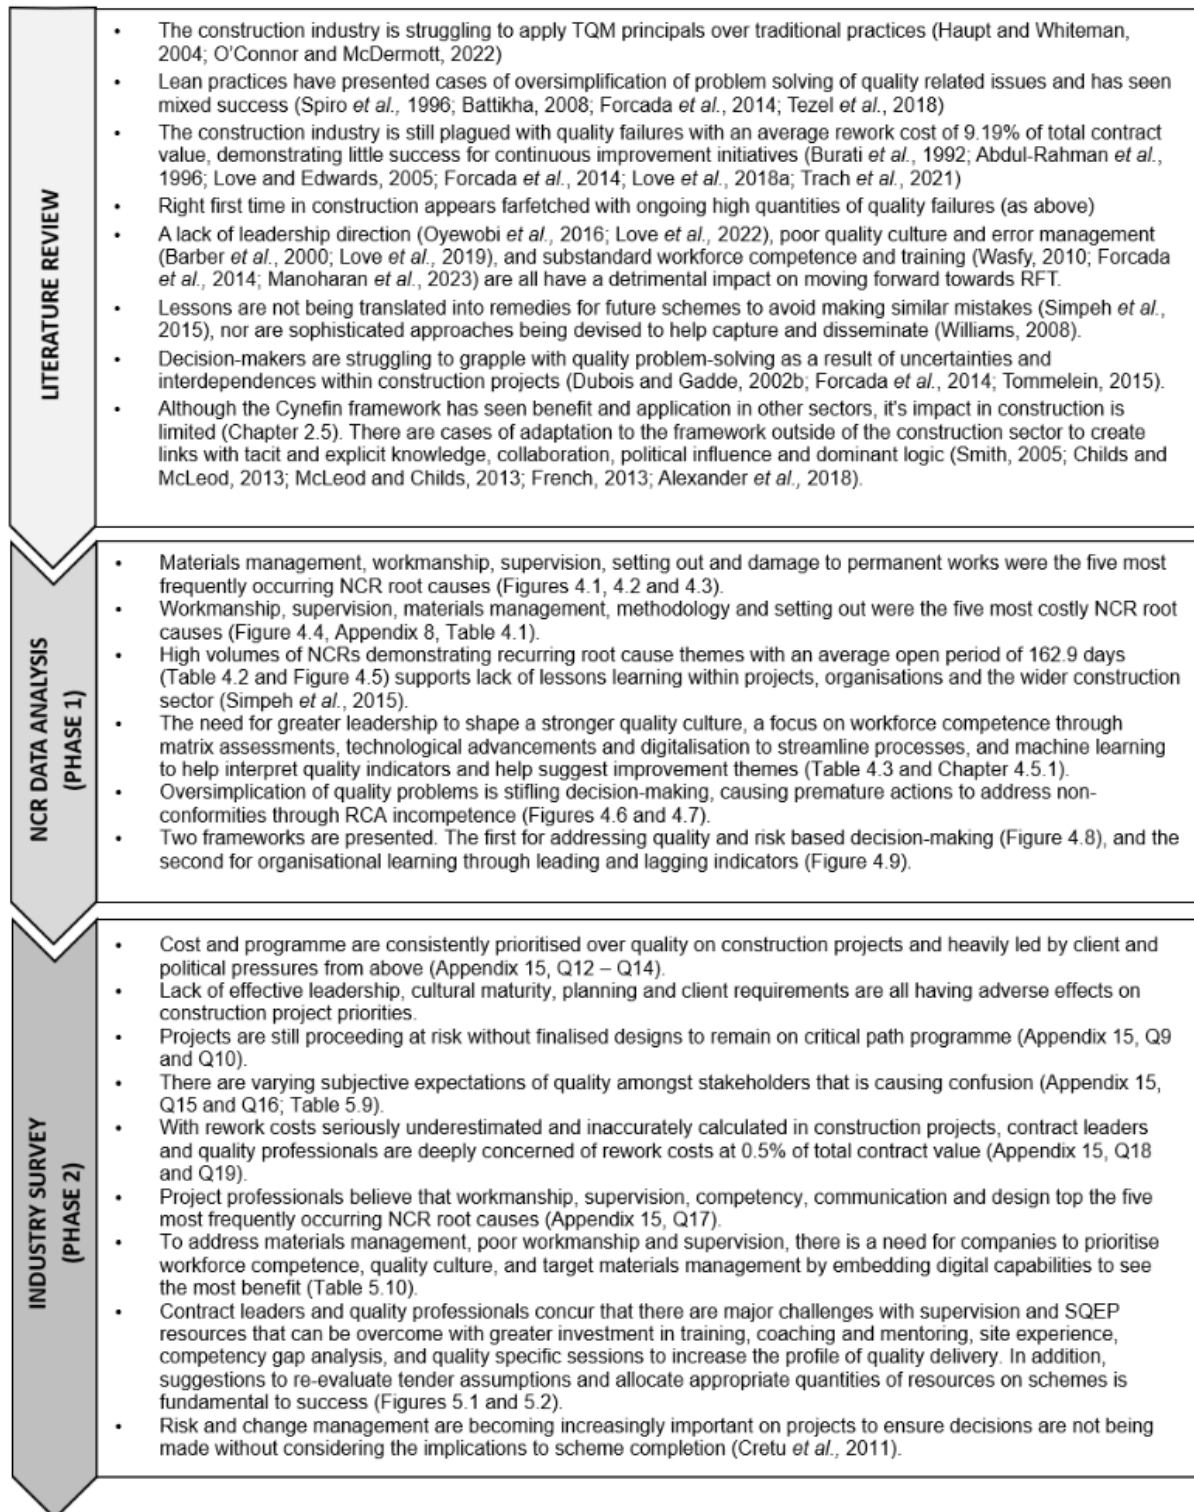 LITERATURE REVIEW
• The construction industry is struggling to apply TQM principals over traditional practices (Haupt and Whiteman,
2004; O'Connor and McDermott, 2022)
• Lean practices have presented cases of oversimplification of problem solving of quality related issues and has seen
mixed success (Spiro et al., 1996; Battikha, 2008; Forcada et al., 2014; Tezel et al., 2018)
• The construction industry is still plagued with quality failures with an average rework cost of 9.19% of total contract
value, demonstrating little success for continuous improvement initiatives (Burati et al., 1992; Abdul-Rahman et al.,
1996; Love and Edwards, 2005; Forcada et al., 2014; Love et al., 2018a; Trach et al., 2021)
• Right first time in construction appears farfetched with ongoing high quantities of quality failures (as above)
• A lack of leadership direction (Oyewobi et al., 2016; Love et al., 2022), poor quality culture and error management
(Barber et al., 2000; Love et al., 2019), and substandard workforce competence and training (Wasfy, 2010; Forcada
et al., 2014; Manoharan et al., 2023) are all have a detrimental impact on moving forward towards RFT.
• Lessons are not being translated into remedies for future schemes to avoid making similar mistakes (Simpeh et al.,
2015), nor are sophisticated approaches being devised to help capture and disseminate (Williams, 2008).
• Decision-makers are struggling to grapple with quality problem-solving as a result of uncertainties and
interdependences within construction projects (Dubois and Gadde, 2002b; Forcada et al., 2014; Tommelein, 2015).
• Although the Cynefin framework has seen benefit and application in other sectors, it's impact in construction is
limited (Chapter 2.5). There are cases of adaptation to the framework outside of the construction sector to create
links with tacit and explicit knowledge, collaboration, political influence and dominant logic (Smith, 2005; Childs and
McLeod, 2013; McLeod and Childs, 2013; French, 2013; Alexander et al., 2018).
NCR DATA ANALYSIS
(PHASE 1)
• Materials management, workmanship, supervision, setting out and damage to permanent works were the five most
frequently occurring NCR root causes (Figures 4.1, 4.2 and 4.3).
• Workmanship, supervision, materials management, methodology and setting out were the five most costly NCR root
causes (Figure 4.4, Appendix 8, Table 4.1).
• High volumes of NCRs demonstrating recurring root cause themes with an average open period of 162.9 days
(Table 4.2 and Figure 4.5) supports lack of lessons learning within projects, organisations and the wider construction
sector (Simpeh et al., 2015).
• The need for greater leadership to shape a stronger quality culture, a focus on workforce competence through
matrix assessments, technological advancements and digitalisation to streamline processes, and machine learning
to help interpret quality indicators and help suggest improvement themes (Table 4.3 and Chapter 4.5.1).
• Oversimplication of quality problems is stifling decision-making, causing premature actions to address non-
conformities through RCA incompetence (Figures 4.6 and 4.7).
• Two frameworks are presented. The first for addressing quality and risk based decision-making (Figure 4.8), and the
second for organisational learning through leading and lagging indicators (Figure 4.9).
INDUSTRY SURVEY
(PHASE 2)
• Cost and programme are consistently prioritised over quality on construction projects and heavily led by client and
political pressures from above (Appendix 15, Q12 – Q14).
• Lack of effective leadership, cultural maturity, planning and client requirements are all having adverse effects on
construction project priorities.
• Projects are still proceeding at risk without finalised designs to remain on critical path programme (Appendix 15, Q9
and Q10).
• There are varying subjective expectations of quality amongst stakeholders that is causing confusion (Appendix 15,
Q15 and Q16; Table 5.9).
• With rework costs seriously underestimated and inaccurately calculated in construction projects, contract leaders
and quality professionals are deeply concerned of rework costs at 0.5% of total contract value (Appendix 15, Q18
and Q19).
• Project professionals believe that workmanship, supervision, competency, communication and design top the five
most frequently occurring NCR root causes (Appendix 15, Q17).
• To address materials management, poor workmanship and supervision, there is a need for companies to prioritise
workforce competence, quality culture, and target materials management by embedding digital capabilities to see
the most benefit (Table 5.10).
• Contract leaders and quality professionals concur that there are major challenges with supervision and SQEP
resources that can be overcome with greater investment in training, coaching and mentoring, site experience,
competency gap analysis, and quality specific sessions to increase the profile of quality delivery. In addition,
suggestions to re-evaluate tender assumptions and allocate appropriate quantities of resources on schemes is
fundamental to success (Figures 5.1 and 5.2).
• Risk and change management are becoming increasingly important on projects to ensure decisions are not being
made without considering the implications to scheme completion (Cretu et al., 2011).